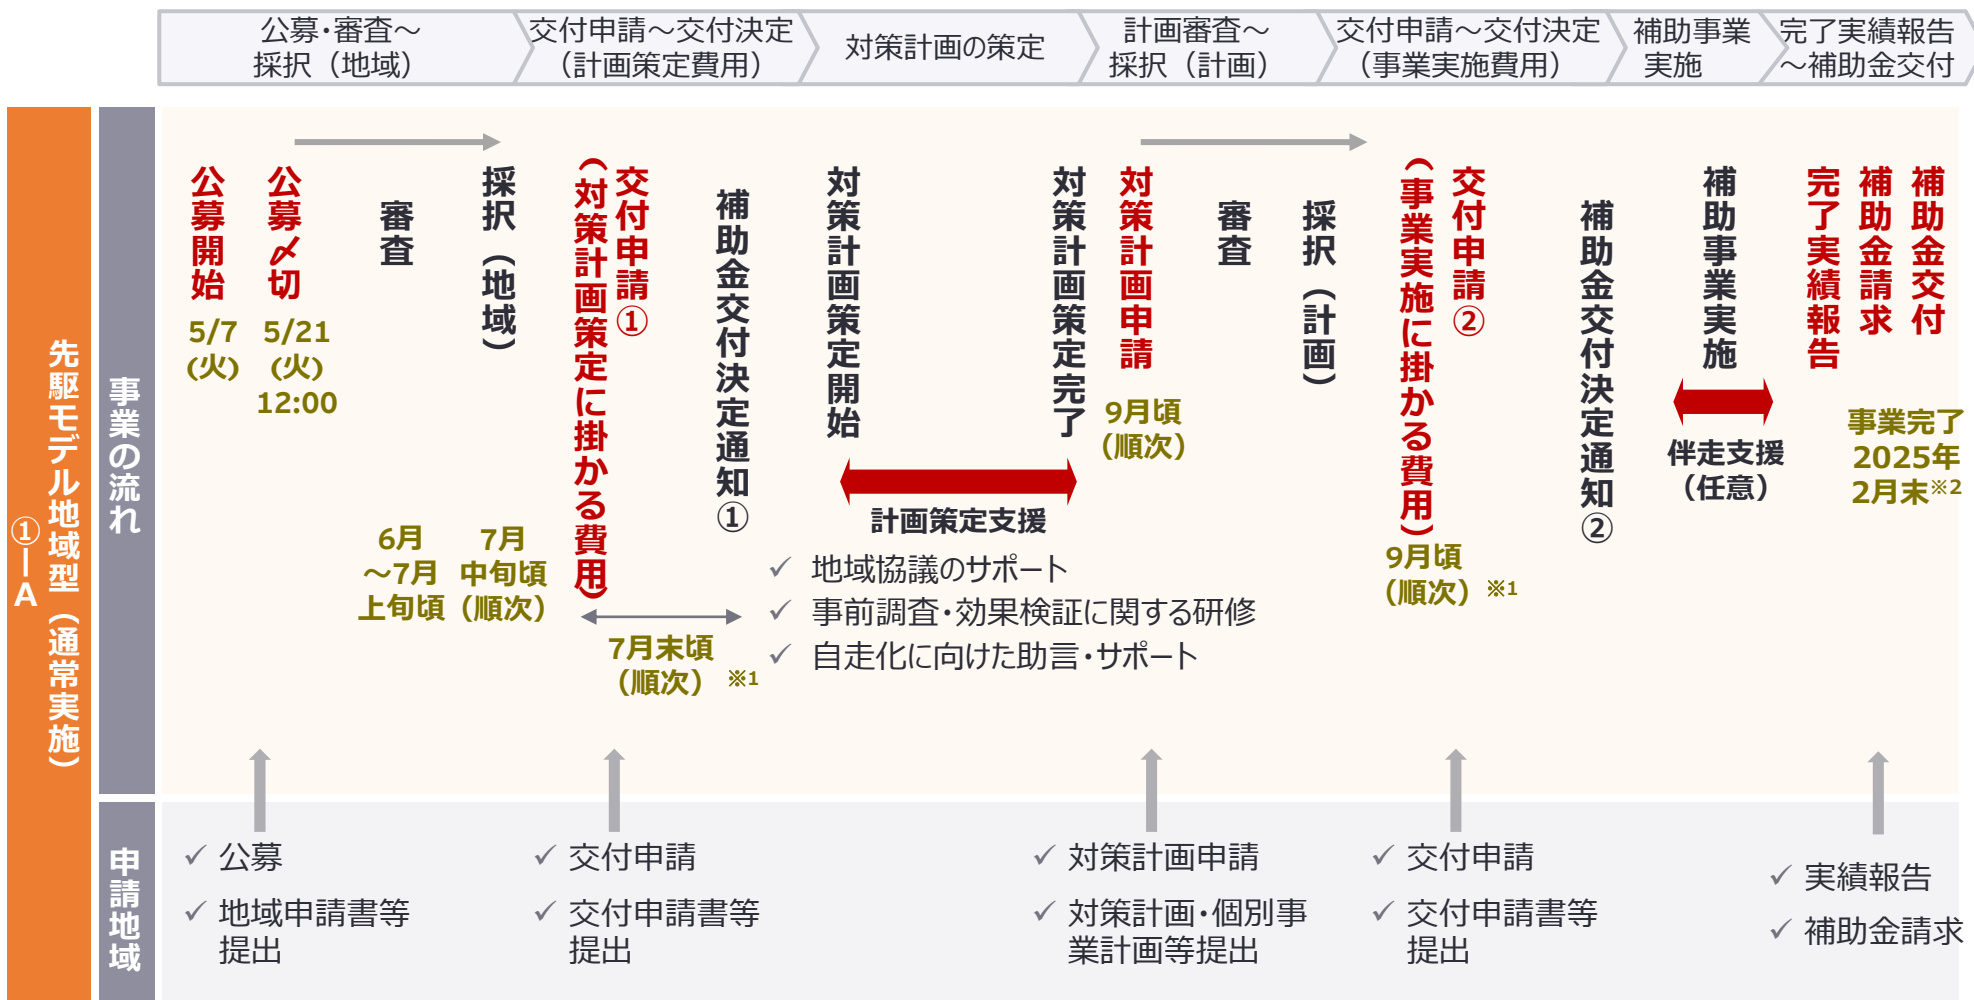 公募・審査～
採択（地域）
交付申請～交付決定
（計画策定費用）
対策計画の策定
計画審査～
採択（計画）
交付申請～交付決定
（事業実施費用）
補助事業
実施
完了実績報告
～補助金交付
先駆モデル地域型（通常実施）
①ーA
事業の流れ
公募開始
5/7
(火)
公募〆切
5/21
(火)
12:00
審査
6月
～7月
上旬頃
採択（地域）
7月
中旬頃
（順次）
交付申請①
（対策計画策定に掛かる費用）
補助金交付決定通知①
7月末頃
（順次）※1
対策計画策定開始
対策計画策定完了
計画策定支援
✓ 地域協議のサポート
✓ 事前調査・効果検証に関する研修
✓ 自走化に向けた助言・サポート
対策計画申請
9月頃
（順次）
審査
採択（計画）
交付申請②
（事業実施に掛かる費用）
9月頃
（順次）※1
補助金交付決定通知②
補助事業実施
伴走支援
（任意）
完了実績報告
補助金請求
補助金交付
事業完了
2025年
2月末※2
申請地域
✓ 公募
✓ 地域申請書等
提出
✓ 交付申請
✓ 交付申請書等
提出
✓ 対策計画申請
✓ 対策計画・個別事
業計画等提出
✓ 交付申請
✓ 交付申請書等
提出
✓ 実績報告
✓ 補助金請求